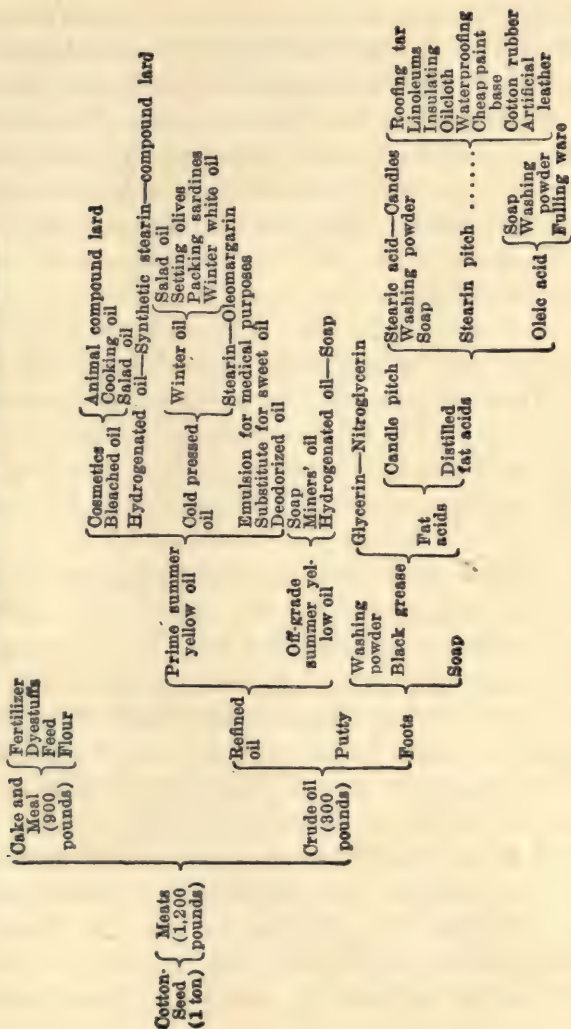 Cotton-
Seed
(1 ton)
Meats
(1,200
pounds)
Cake and
Meal
(900
pounds)
Fertilizer
Dyestuffs
Feed
Flour
Crude oil
(300
pounds)
Refined
oil
Prime summer
yellow oil
Cosmetics
Bleached oil
Animal compound lard
Cooking oil
Salad oil
Hydrogenated oil—Synthetic stearin—compound lard
Cold pressed
oil
Winter oil
Salad oil
Setting olives
Packing sardines
Winter white oil
Stearin—Oleomargarin
Emulsion for medical purposes
Substitute for sweet oil
Deodorized oil
Off-grade
summer yel-
low oil
Soap
Miners' oil
Hydrogenated oil—Soap
Putty
Foots
Washing
powder
Black grease
Glycerin—Nitroglycerin
Fat
acids
Candle pitch
Distilled
fat acids
Stearic acid—Candles
Washing powder
Soap
Stearin pitch ......
Roofing tar
Linoleums
Insulating
Oilcloth
Waterproofing
Cheap paint
base
Cotton rubber
Artificial
leather
Oleic acid
Soap
Washing
powder
Fulling ware
Soap